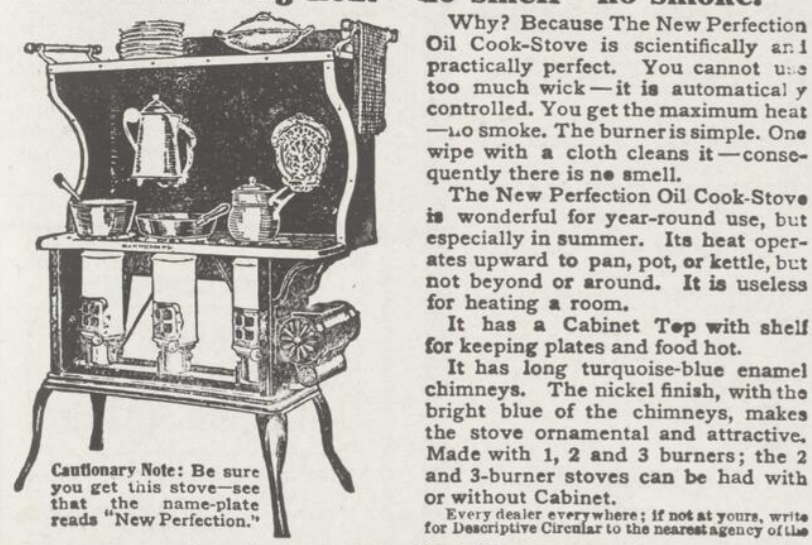 no smoke.
Why? Because The New Perfection
Oil Cook-Stove is scientifically and
practically perfect. You cannot use
too much wick—it is automatically
controlled. You get the maximum heat
—no smoke. The burner is simple. One
wipe with a cloth cleans it—conse-
quently there is no smell.
The New Perfection Oil Cook-Stove
is wonderful for year-round use, but
especially in summer. Its heat oper-
ates upward to pan, pot, or kettle, but
not beyond or around. It is useless
for heating a room.
It has a Cabinet Top with shelf
for keeping plates and food hot.
It has long turquoise-blue enamel
chimneys. The nickel finish, with the
bright blue of the chimneys, makes
the stove ornamental and attractive.
Made with 1, 2 and 3 burners; the 2
and 3-burner stoves can be had with
or without Cabinet.
Every dealer everywhere; if not at yours, write
for Descriptive Circular to the nearest agency of the
Cautionary Note: Be sure
you get this stove—see
that the name-plate
reads "New Perfection."